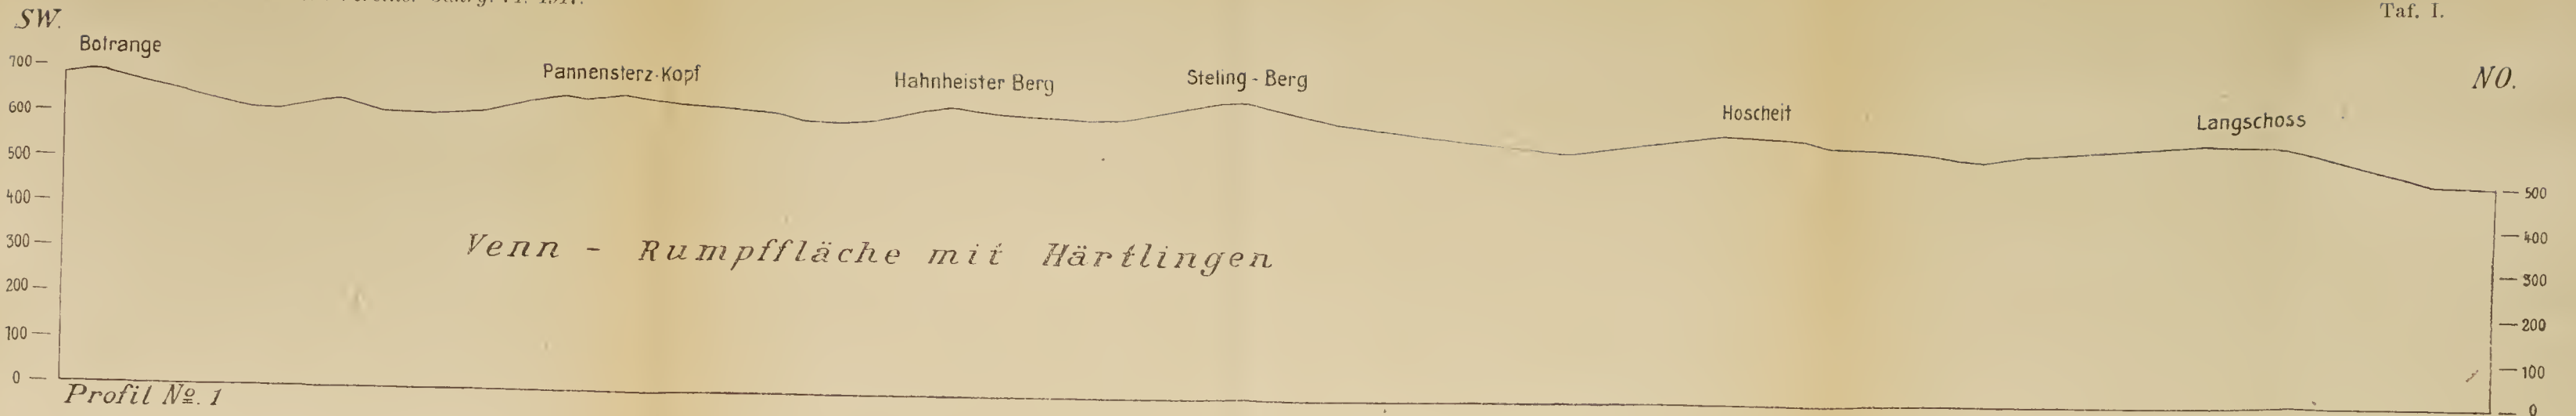 Taf. I.
SW.
NO.
Botrange
Pannensterz-Kopf
Hahnheister Berg
Steling - Berg
Hoscheit
Langschoss
700
600
500
400
300
200
100
0
500
400
300
200
100
0
Venn - Rumpffläche mit Härtlingen
Profil No. 1